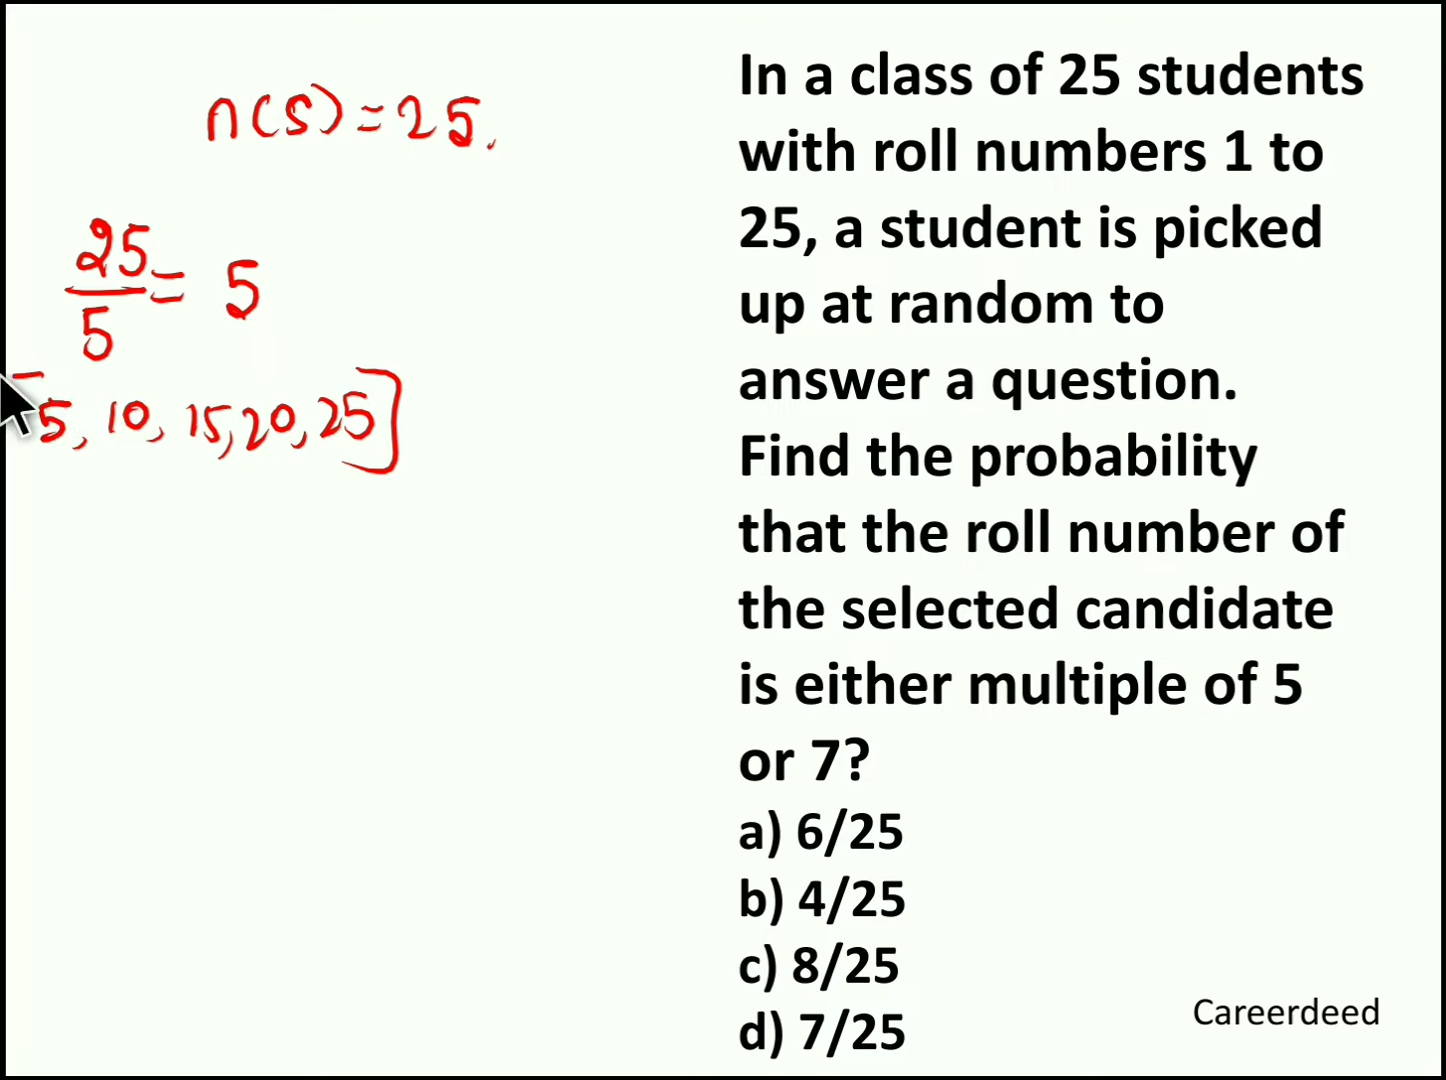 n(S) = 25.
25/5 = 5
5, 10, 15, 20, 25]
In a class of 25 students
with roll numbers 1 to
25, a student is picked
up at random to
answer a question.
Find the probability
that the roll number of
the selected candidate
is either multiple of 5
or 7?
a) 6/25
b) 4/25
c) 8/25
d) 7/25
Careerdeed